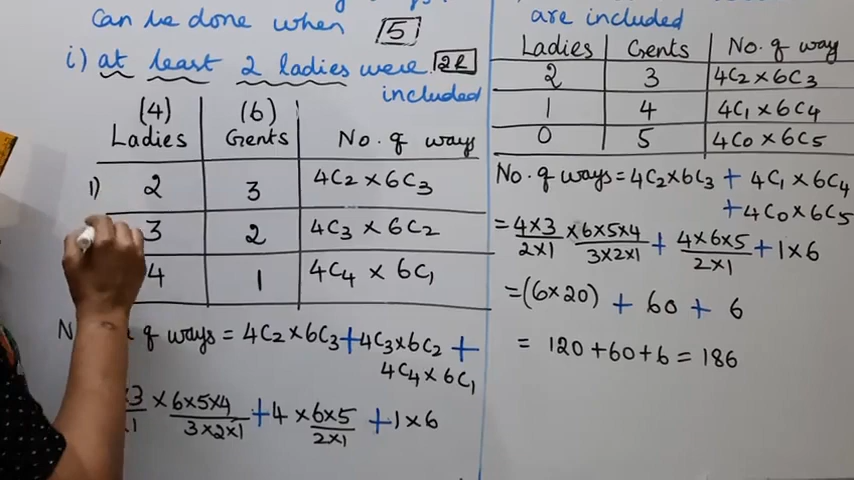 can be done when 5
i) at least 2 ladies were 2l
included
(4) (6)
Ladies Gents No. of ways
1) 2 3 4C2 × 6C3
3 2 4C3 × 6C2
4 1 4C4 × 6C1
N of ways = 4C2 × 6C3 + 4C3 × 6C2 +
4C4 × 6C1
×3 × 6×5×4 + 4 × 6×5 + 1×6
×1 3×2×1 2×1
are included
Ladies Gents No. of way
2 3 4C2 × 6C3
1 4 4C1 × 6C4
0 5 4C0 × 6C5
No. of ways = 4C2×6C3 + 4C1 × 6C4
+ 4C0 × 6C5
= 4×3 × 6×5×4 + 4×6×5 + 1×6
2×1 3×2×1 2×1
= (6×20) + 60 + 6
= 120+60+6 = 186